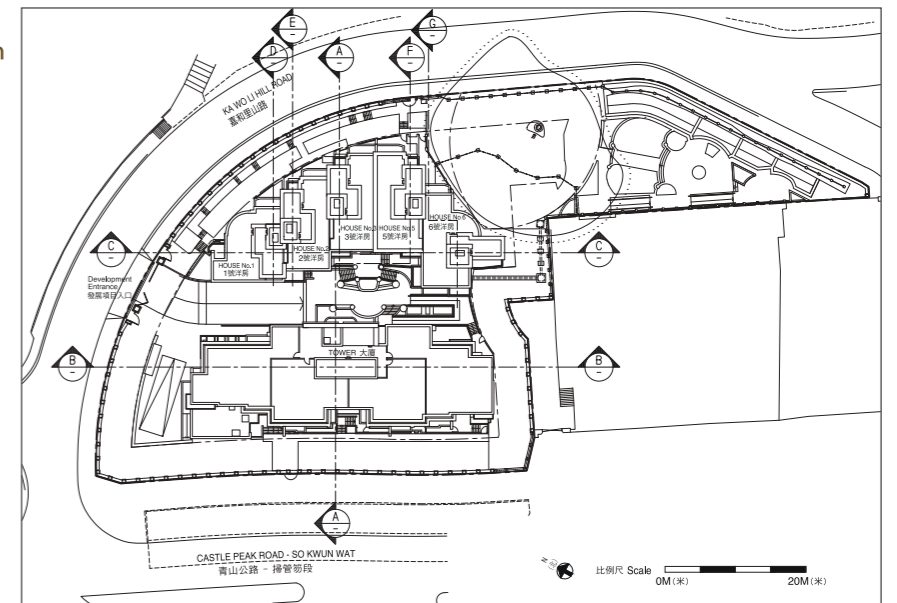 E
G
D
A
F
KA WO LI HILL ROAD
嘉和里山路
HOUSE No.6
6號洋房
HOUSE No.3
3號洋房
HOUSE No.5
5號洋房
C
C
HOUSE No.2
2號洋房
HOUSE No.1
1號洋房
Development
Entrance
發展項目入口
TOWER 大廈
B
B
A
CASTLE PEAK ROAD - SO KWUN WAT
青山公路 - 掃管笏段
N
比例尺 Scale
0M(米)
20M(米)